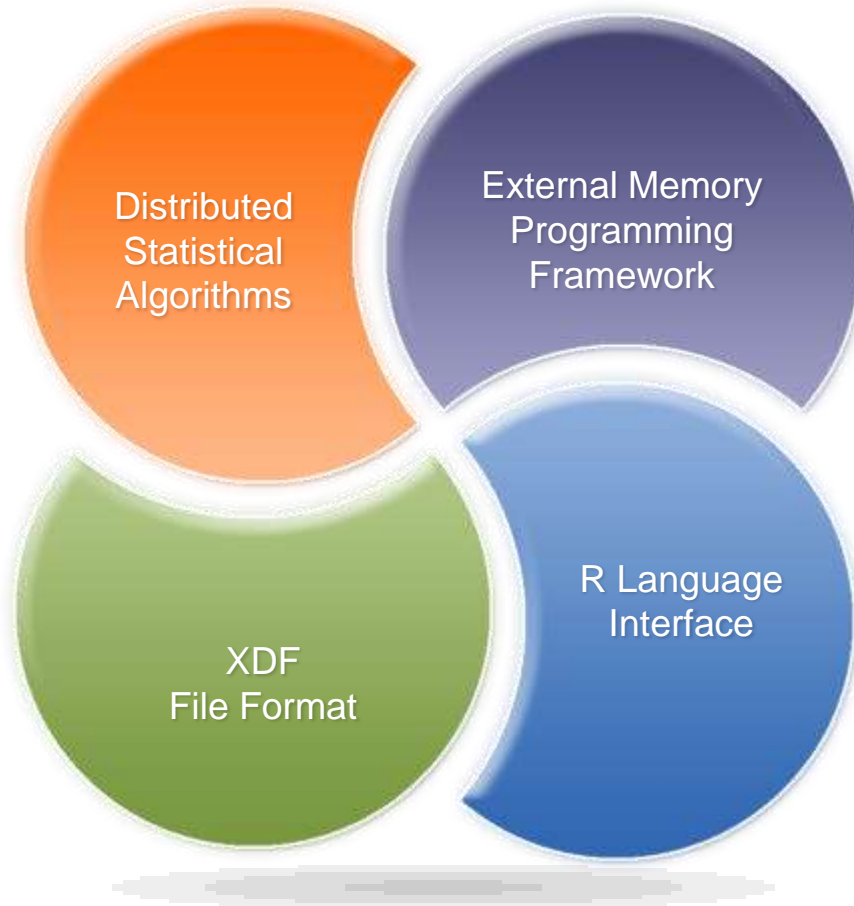 Distributed
Statistical
Algorithms
External Memory
Programming
Framework
XDF
File Format
R Language
Interface